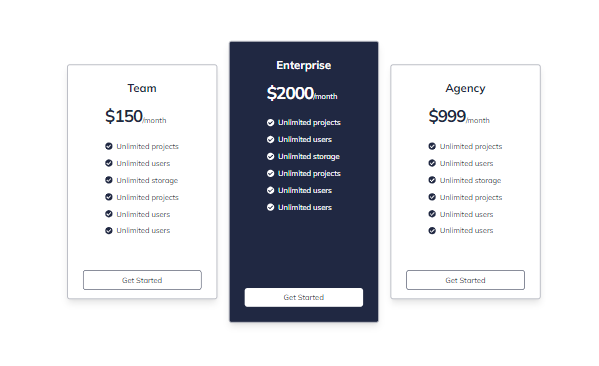 Team
$150/month
Unlimited projects
Unlimited users
Unlimited storage
Unlimited projects
Unlimited users
Unlimited users
Get Started
Enterprise
$2000/month
Unlimited projects
Unlimited users
Unlimited storage
Unlimited projects
Unlimited users
Unlimited users
Get Started
Agency
$999/month
Unlimited projects
Unlimited users
Unlimited storage
Unlimited projects
Unlimited users
Unlimited users
Get Started